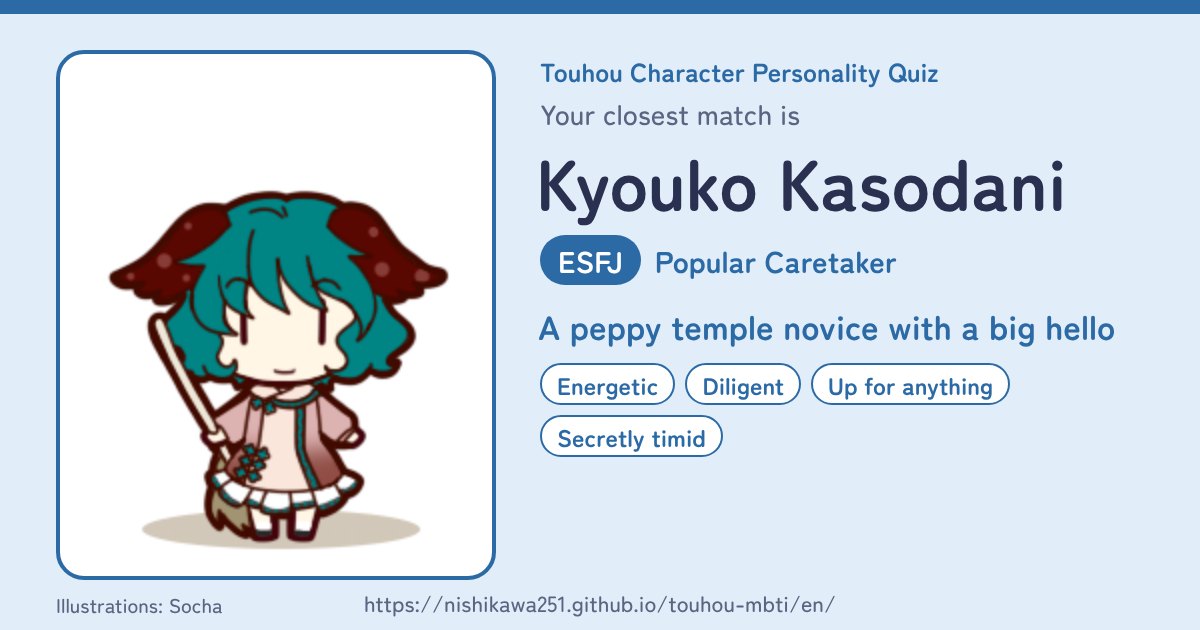 Touhou Character Personality Quiz
Your closest match is
Kyouko Kasodani
ESFJ Popular Caretaker
A peppy temple novice with a big hello
Energetic Diligent Up for anything
Secretly timid
Illustrations: Socha https://nishikawa251.github.io/touhou-mbti/en/